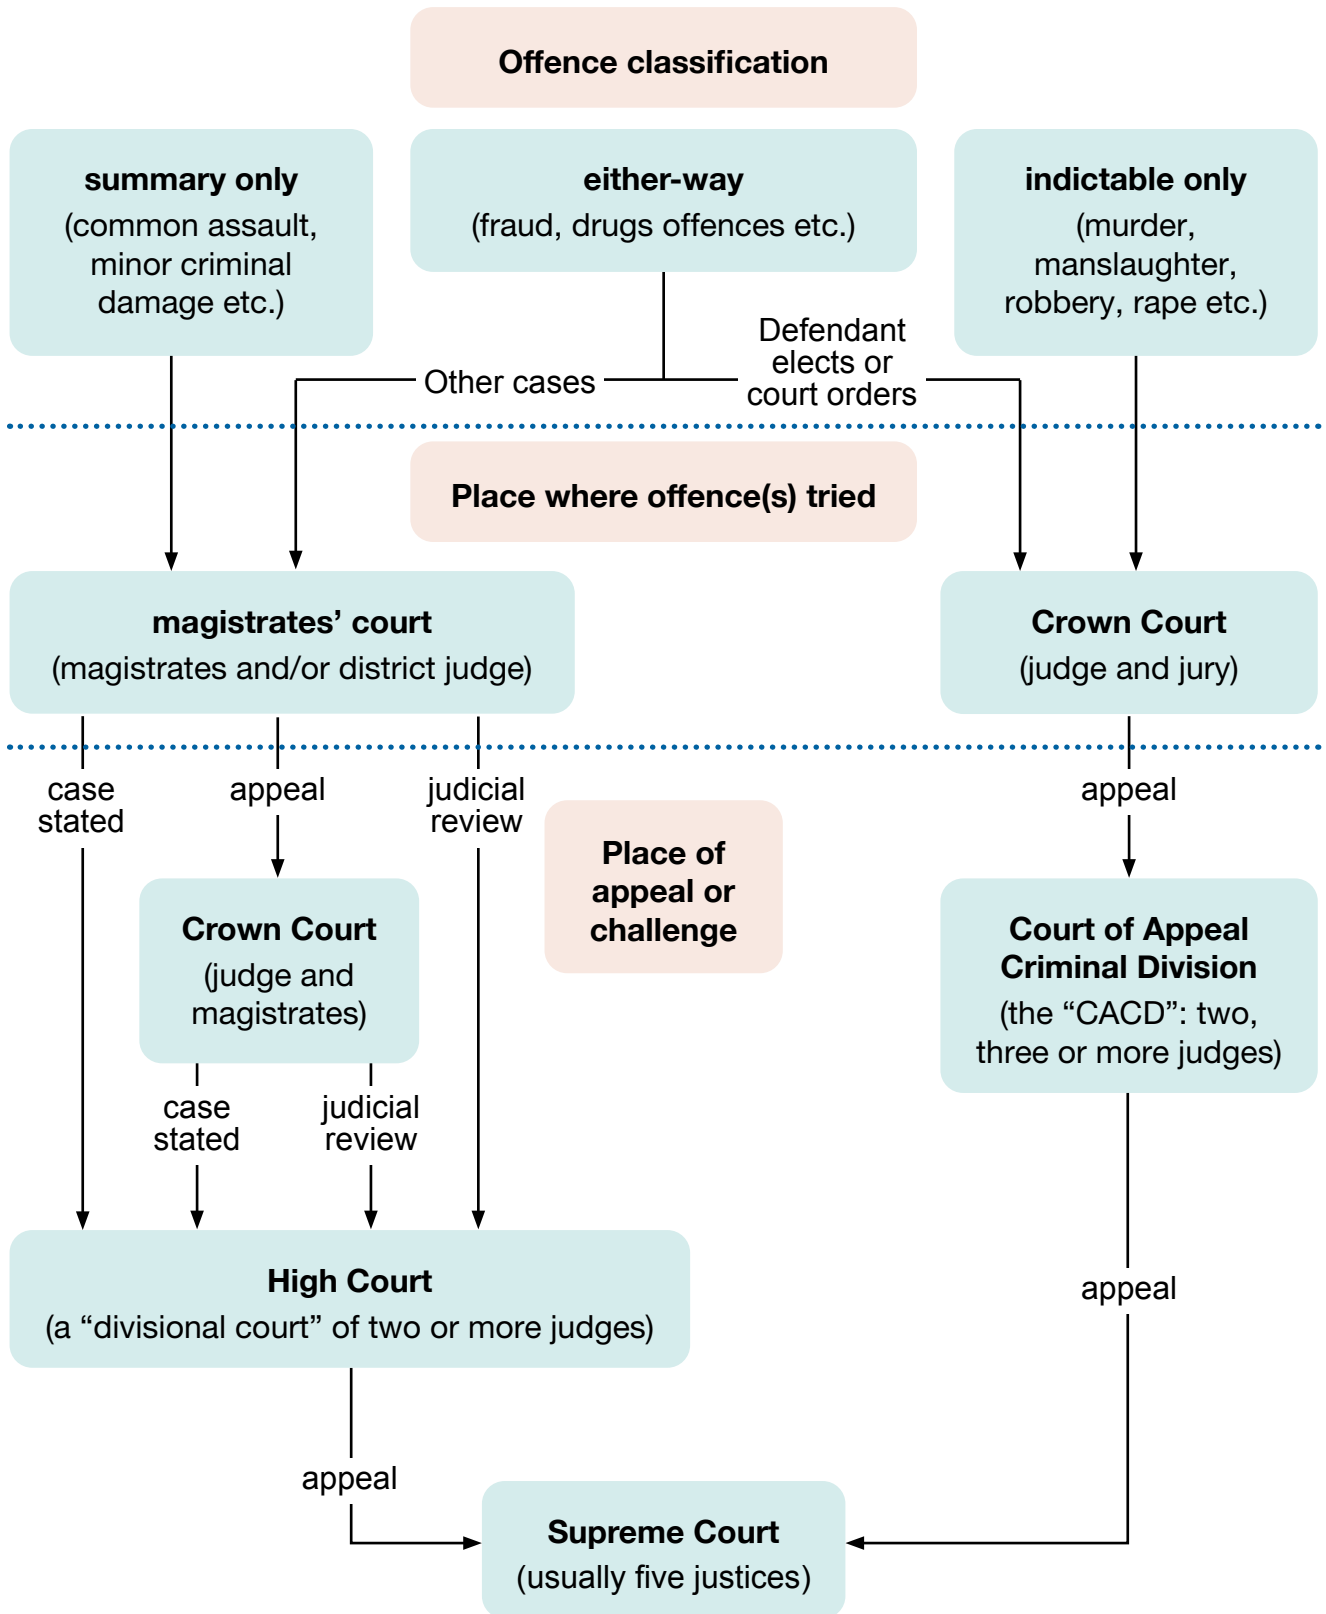 Offence classification
summary only
(common assault,
minor criminal
damage etc.)
either-way
(fraud, drugs offences etc.)
indictable only
(murder,
manslaughter,
robbery, rape etc.)
Other cases
Defendant
elects or
court orders
Place where offence(s) tried
magistrates’ court
(magistrates and/or district judge)
Crown Court
(judge and jury)
case
stated
appeal
judicial
review
appeal
Place of
appeal or
challenge
Crown Court
(judge and
magistrates)
Court of Appeal
Criminal Division
(the “CACD”: two,
three or more judges)
case
stated
judicial
review
High Court
(a “divisional court” of two or more judges)
appeal
appeal
Supreme Court
(usually five justices)